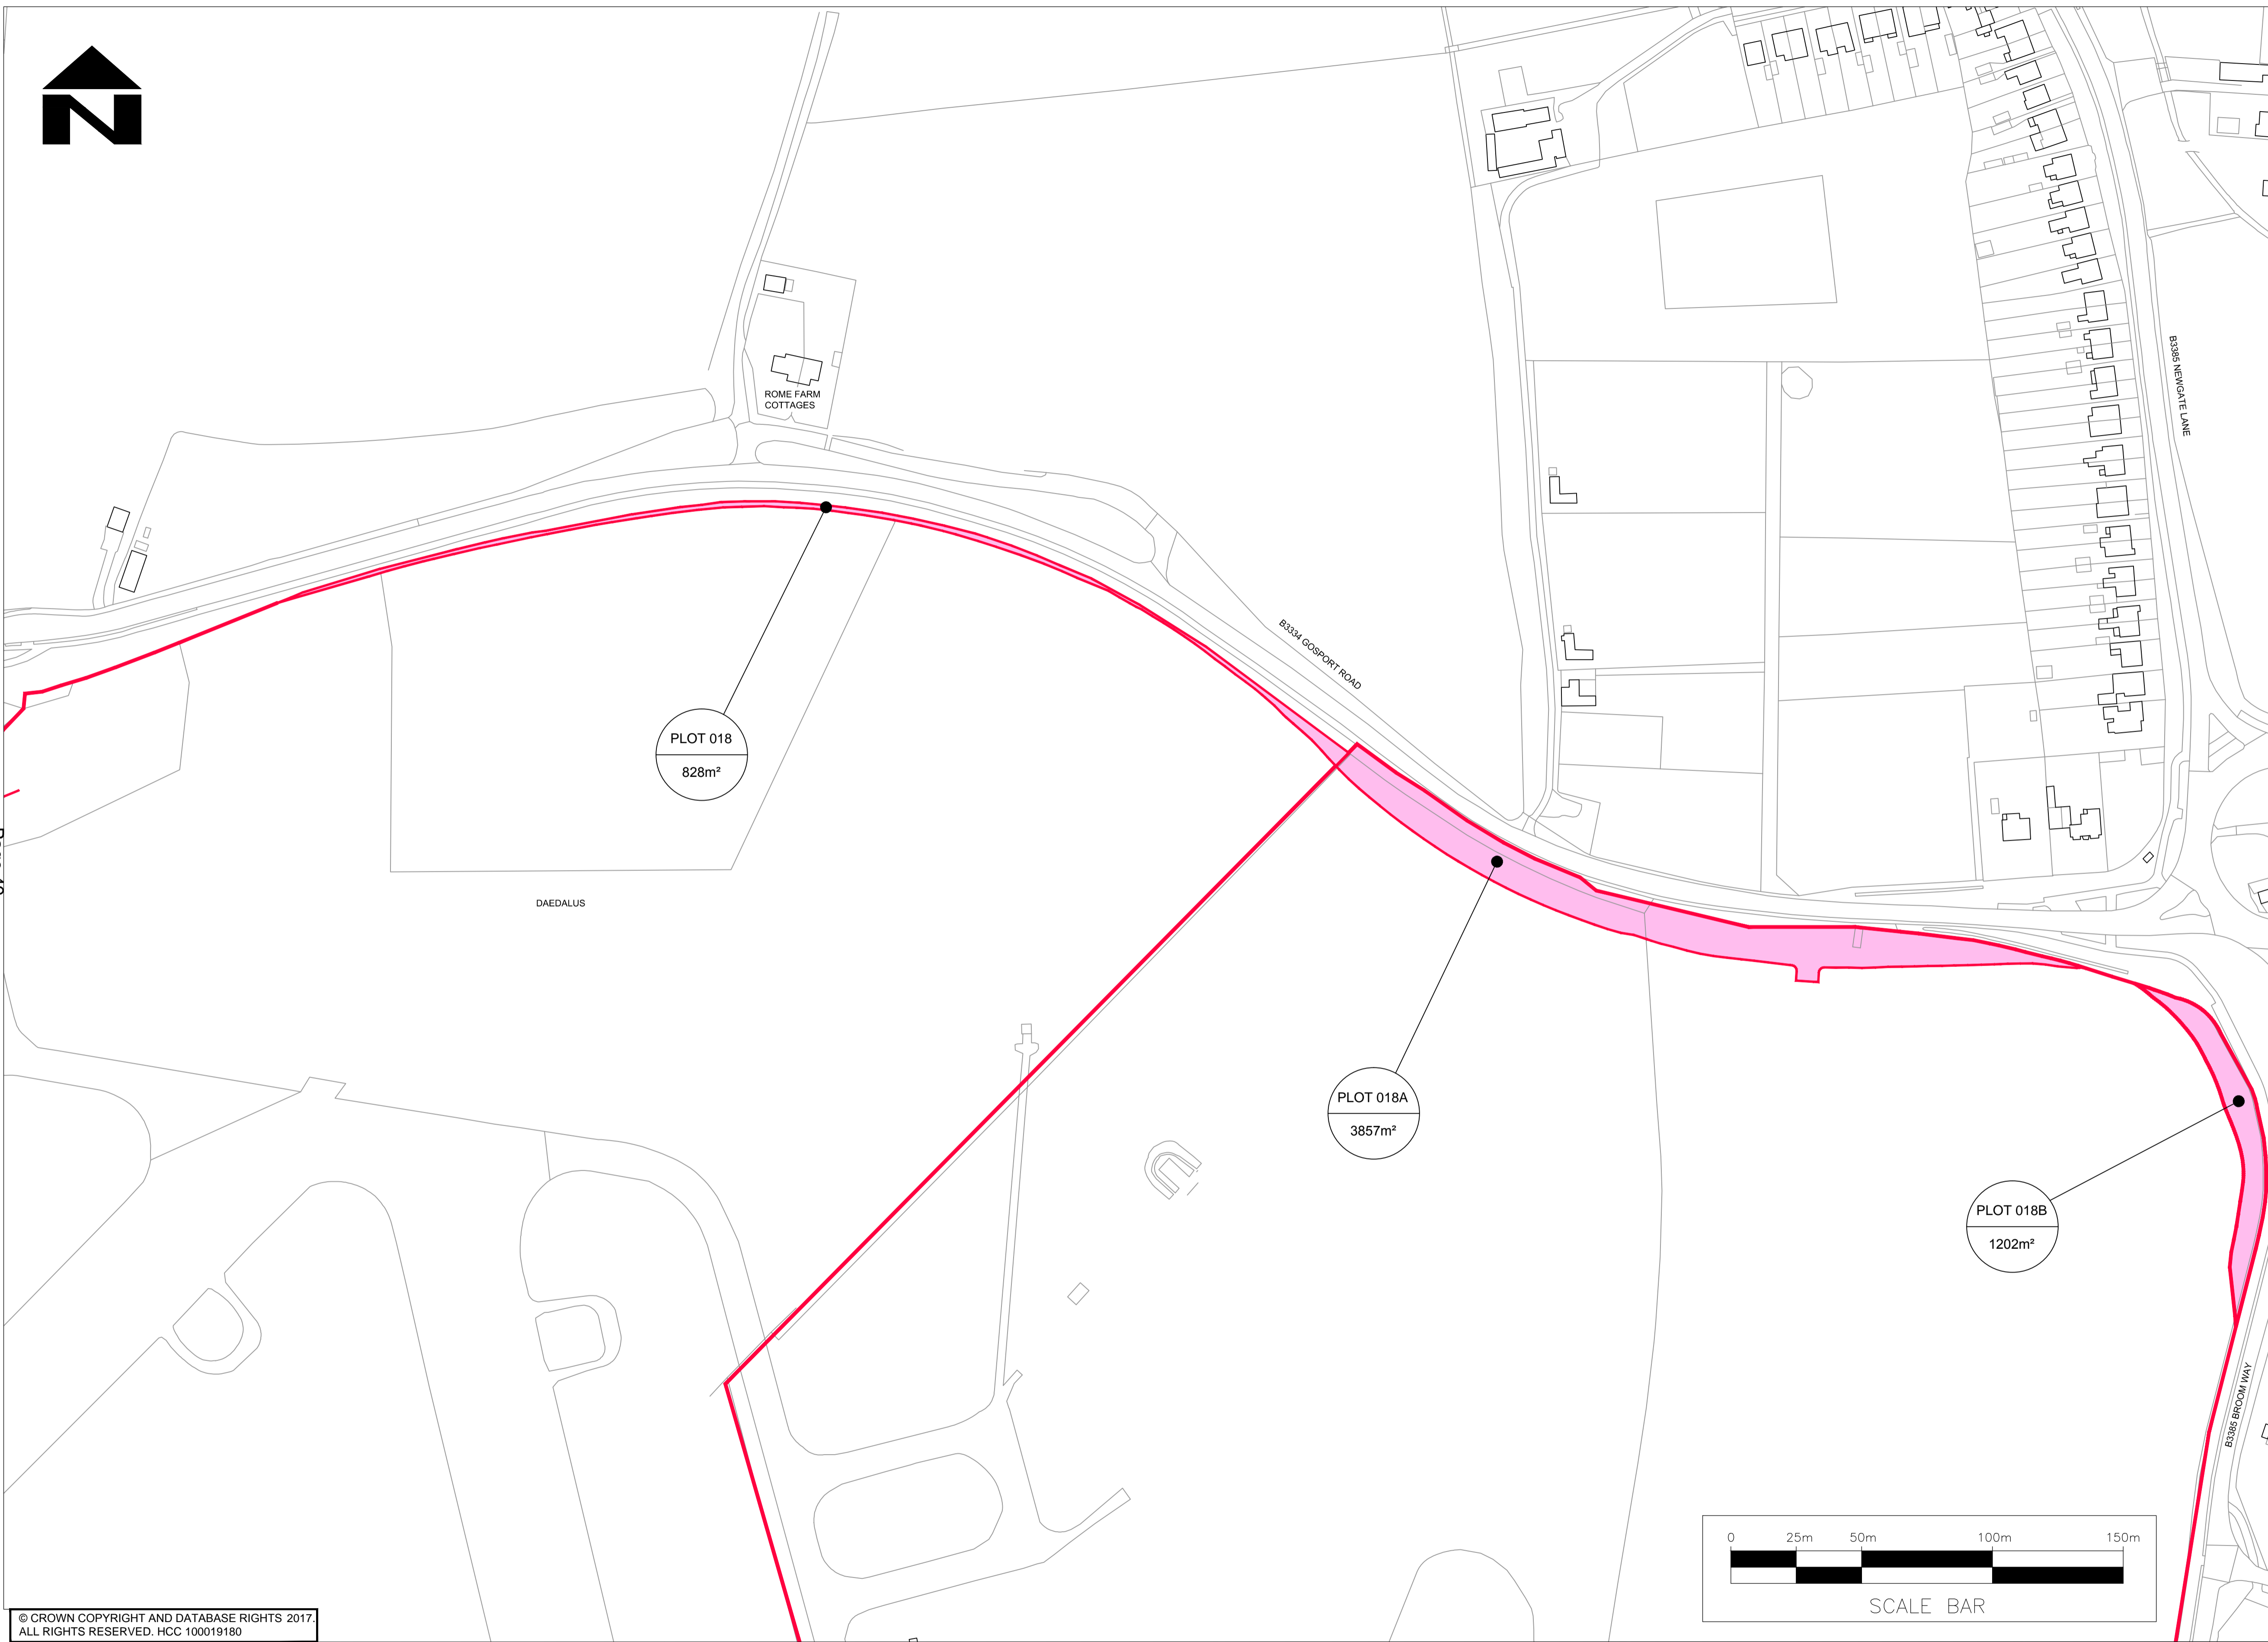 N
ROME FARM
COTTAGES
B3385 NEWGATE LANE
B3334 GOSPORT ROAD
PLOT 018
828m²
DAEDALUS
PLOT 018A
3857m²
PLOT 018B
1202m²
B3385 BROOM WAY
0 25m 50m 100m 150m
SCALE BAR
© CROWN COPYRIGHT AND DATABASE RIGHTS 2017.
ALL RIGHTS RESERVED. HCC 100019180